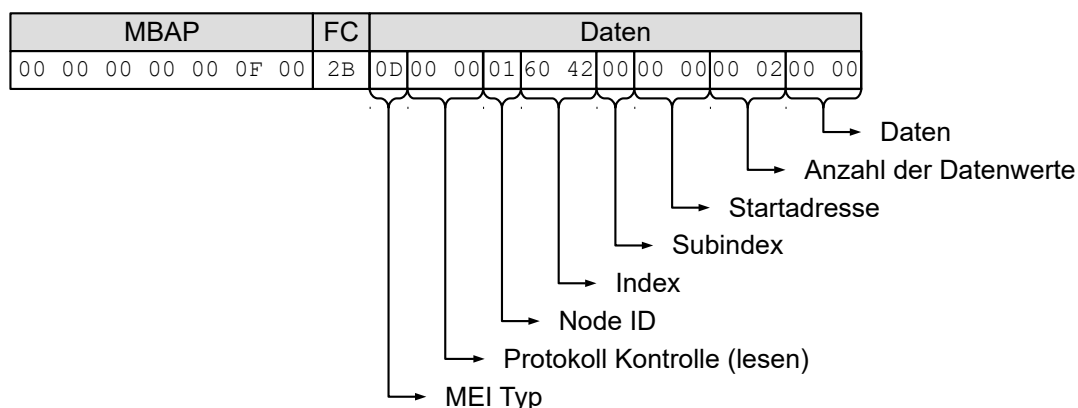 MBAP FC Daten
00 00 00 00 00 0F 00 2B 0D 00 00 01 60 42 00 00 00 00 02 00 00
Daten
Anzahl der Datenwerte
Startadresse
Subindex
Index
Node ID
Protokoll Kontrolle (lesen)
MEI Typ